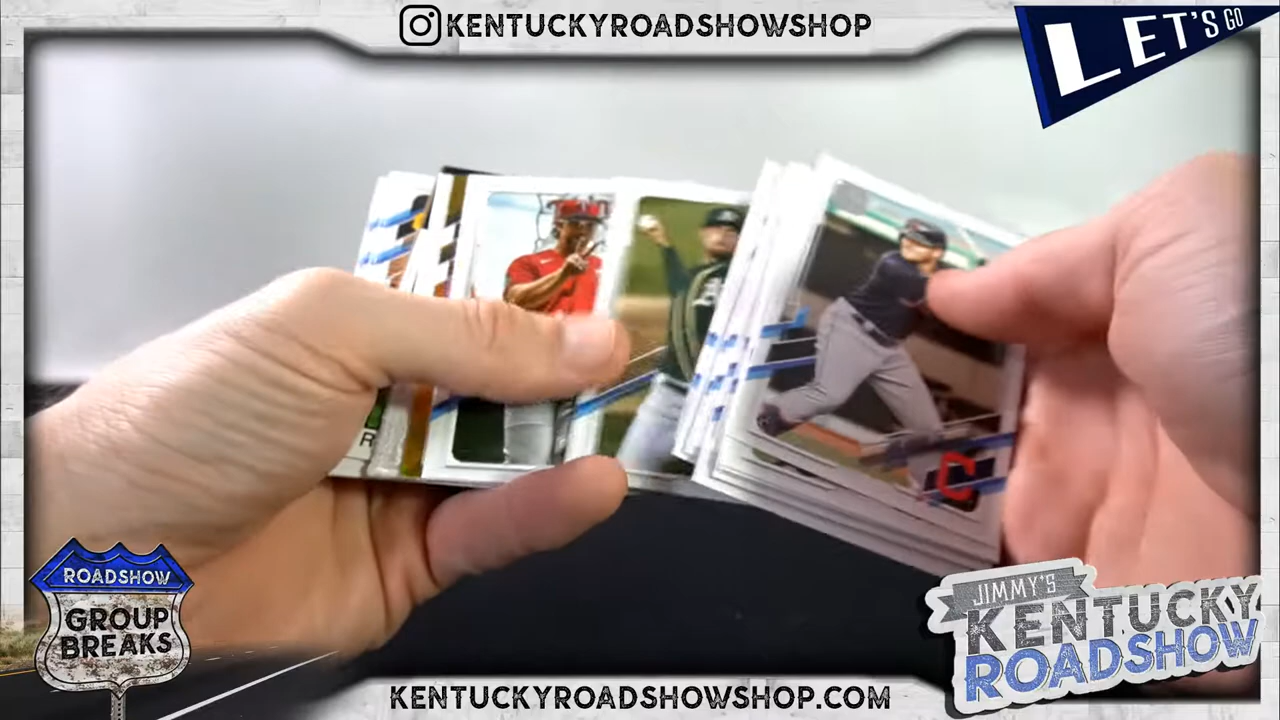 KENTUCKYROADSHOWSHOP
LET'S GO
C
A
R
ROADSHOW
GROUP
BREAKS
JIMMY'S
KENTUCKY
ROADSHOW
KENTUCKYROADSHOWSHOP.COM